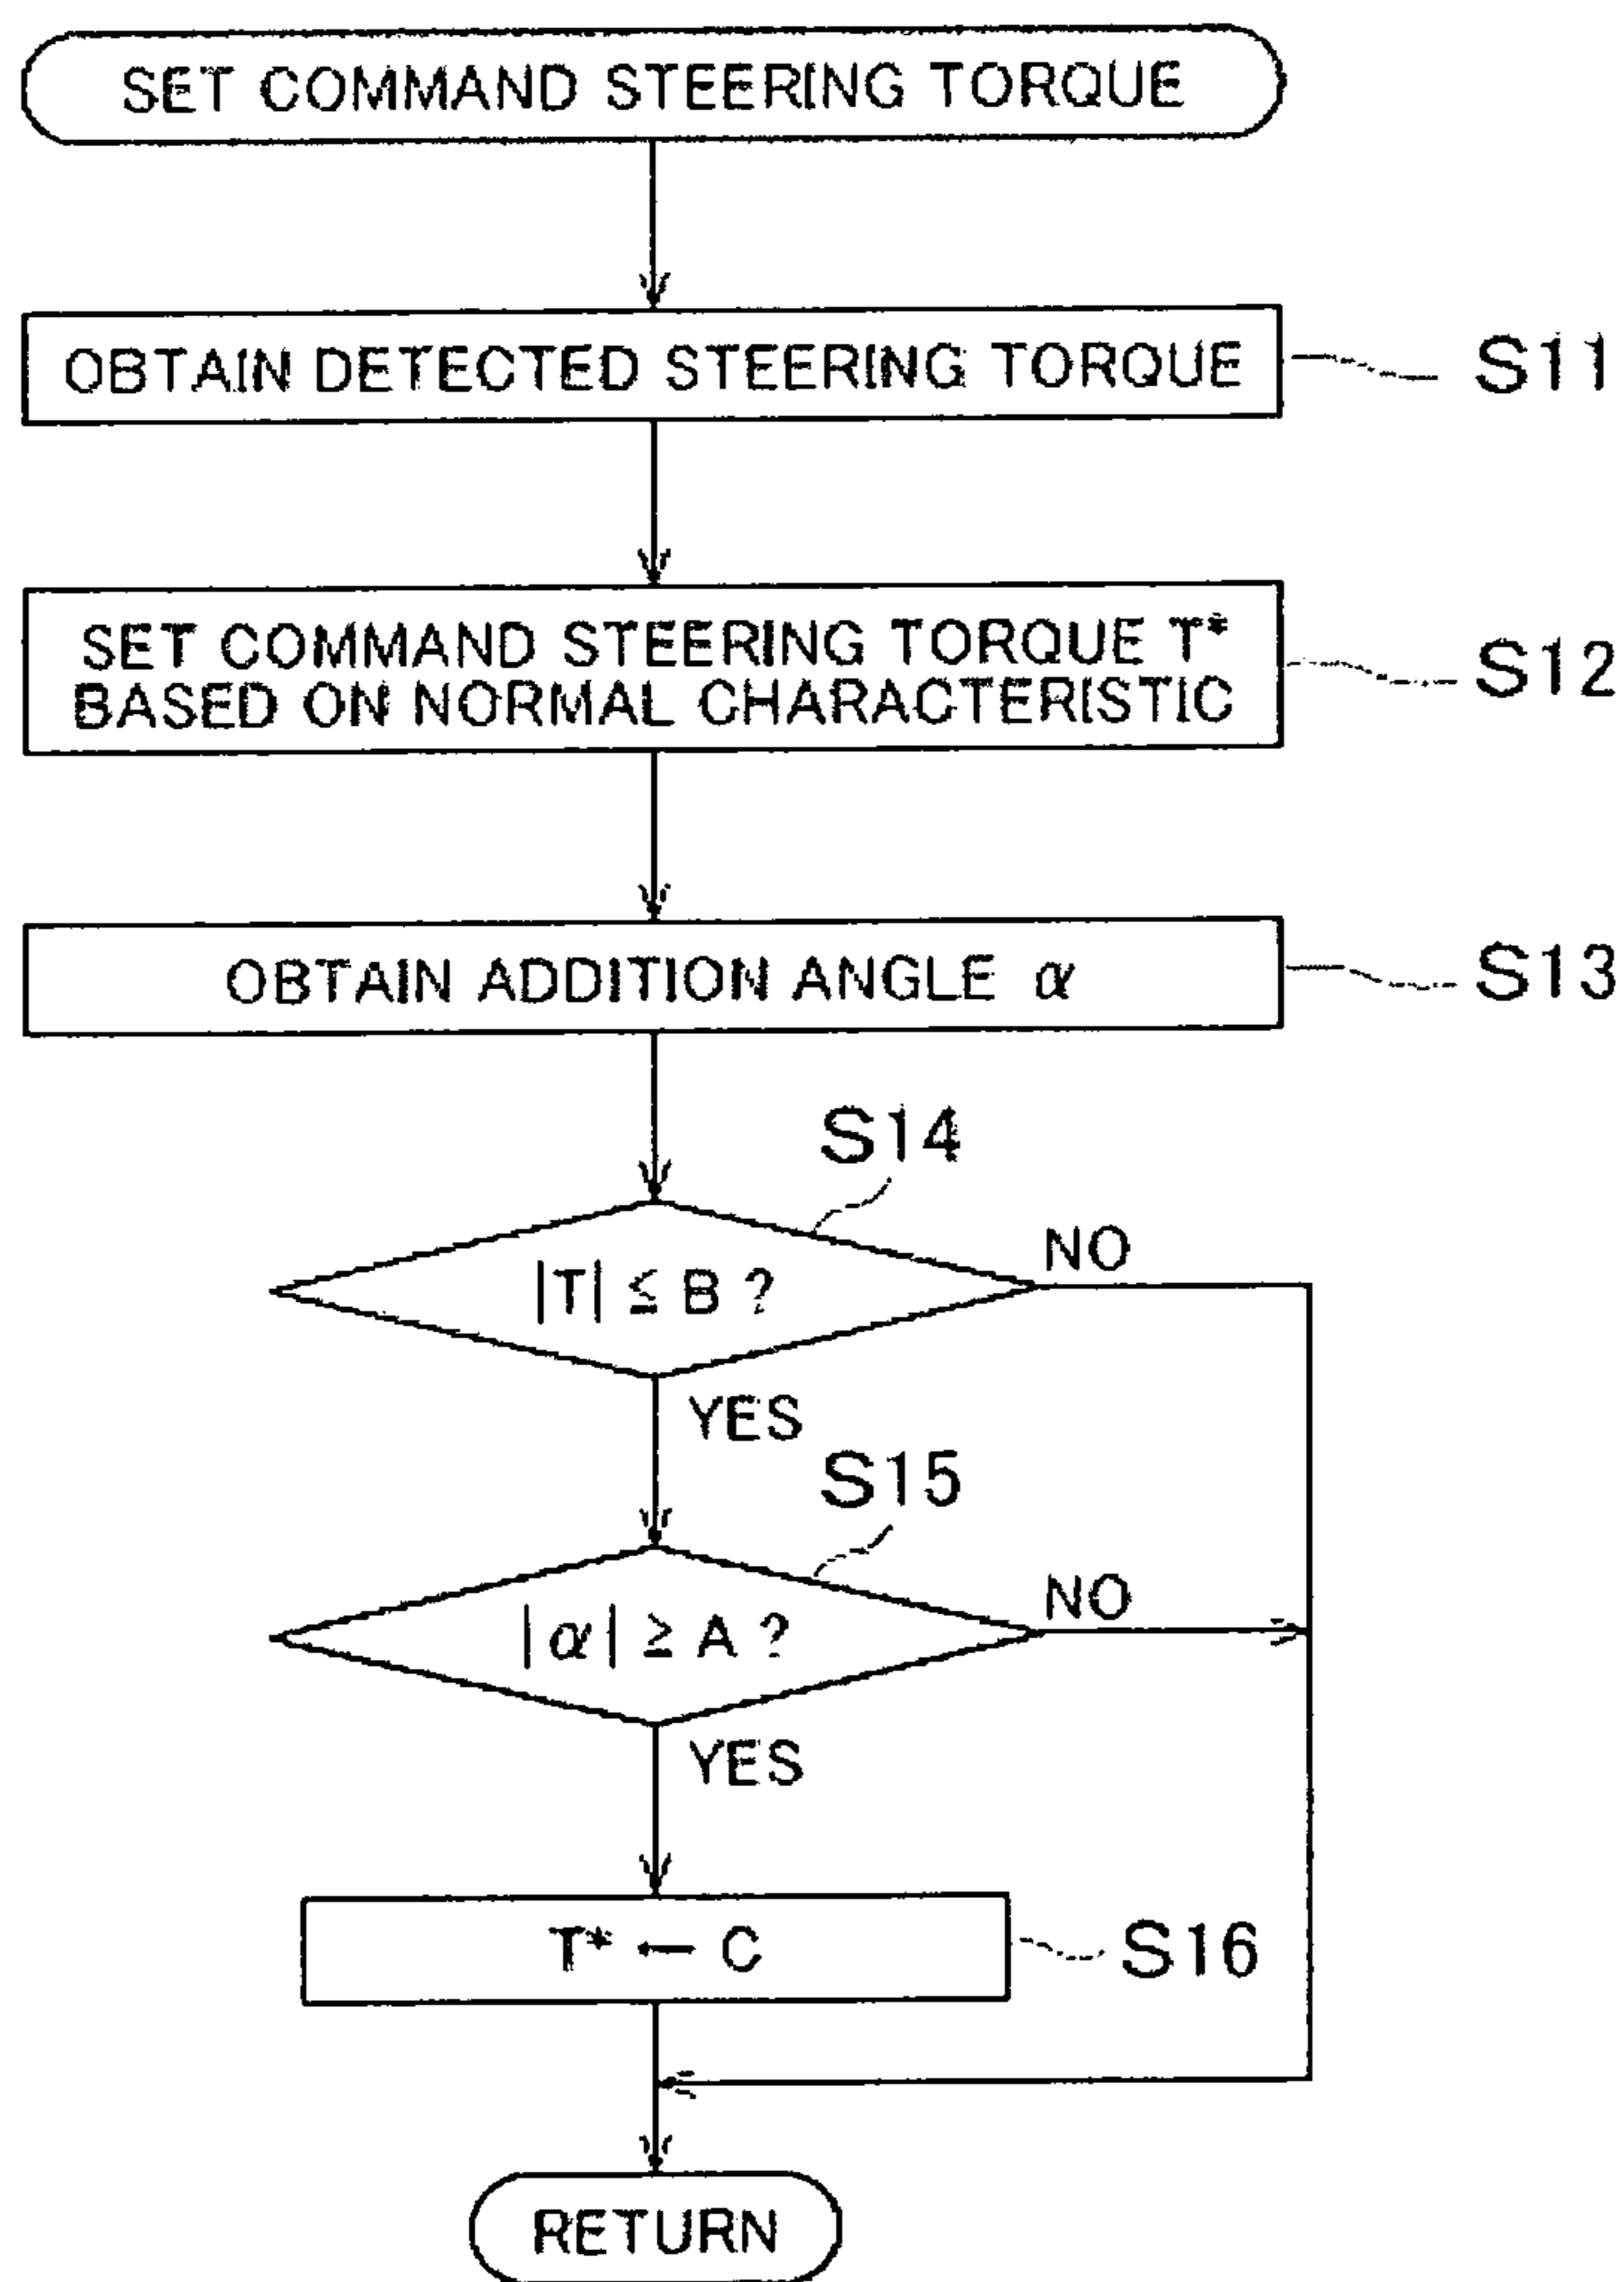 SET COMMAND STEERING TORQUE
OBTAIN DETECTED STEERING TORQUE
S11
SET COMMAND STEERING TORQUE T*
BASED ON NORMAL CHARACTERISTIC
S12
OBTAIN ADDITION ANGLE α
S13
S14
|T| ≦ B ?
NO
YES
S15
|α| ≧ A ?
NO
YES
T* ← C
S16
RETURN